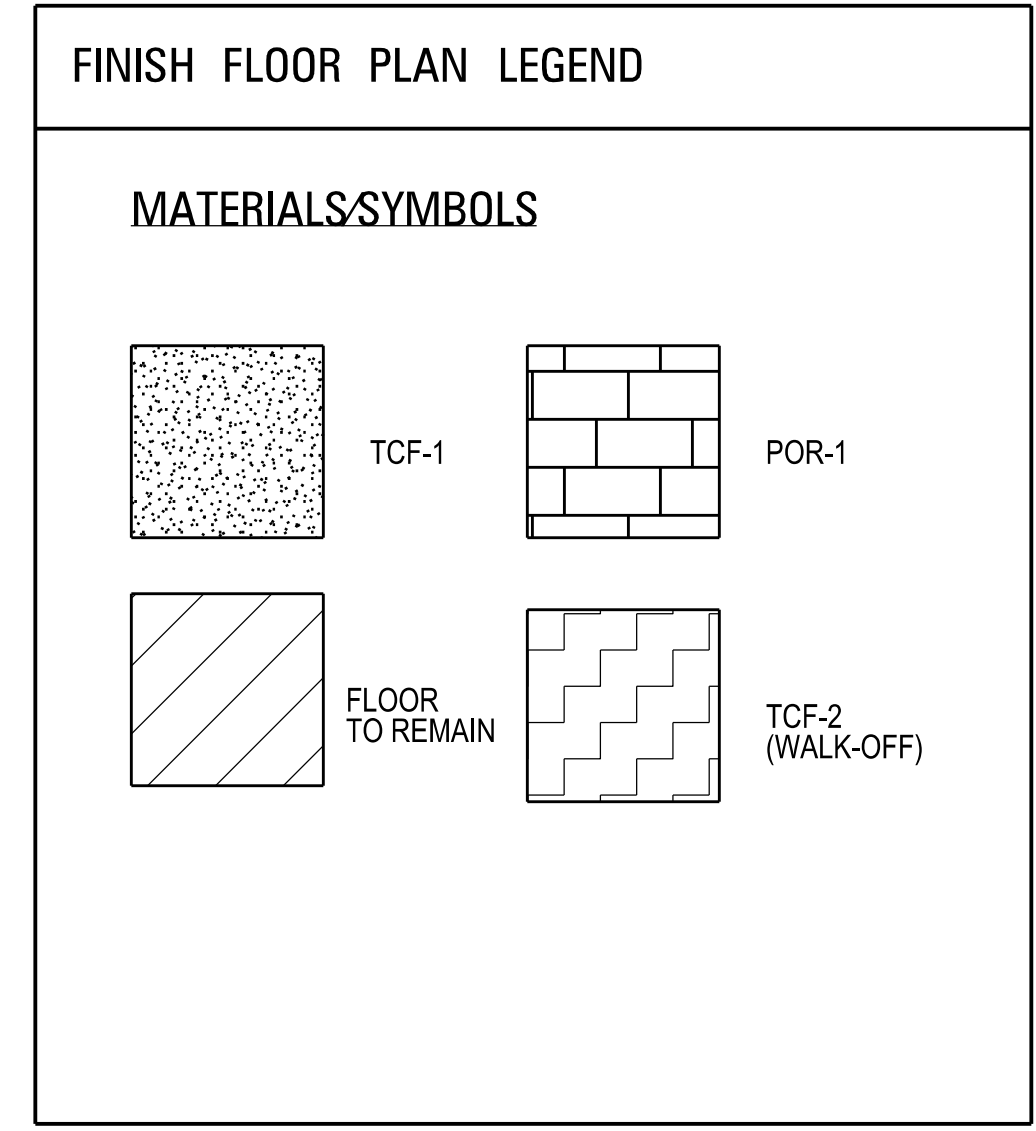 FINISH FLOOR PLAN LEGEND
MATERIALS/SYMBOLS
TCF-1
POR-1
FLOOR
TO REMAIN
TCF-2
(WALK-OFF)